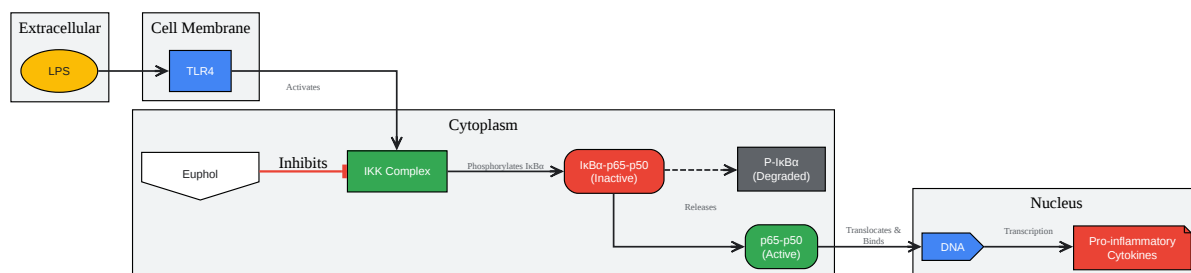 Extracellular
LPS
Cell Membrane
TLR4
Activates
Cytoplasm
Euphol
Inhibits
IKK Complex
Phosphorylates IκBα
IκBα-p65-p50
(Inactive)
P-IκBα
(Degraded)
Releases
p65-p50
(Active)
Translocates &
Binds
Nucleus
DNA
Transcription
Pro-inflammatory
Cytokines